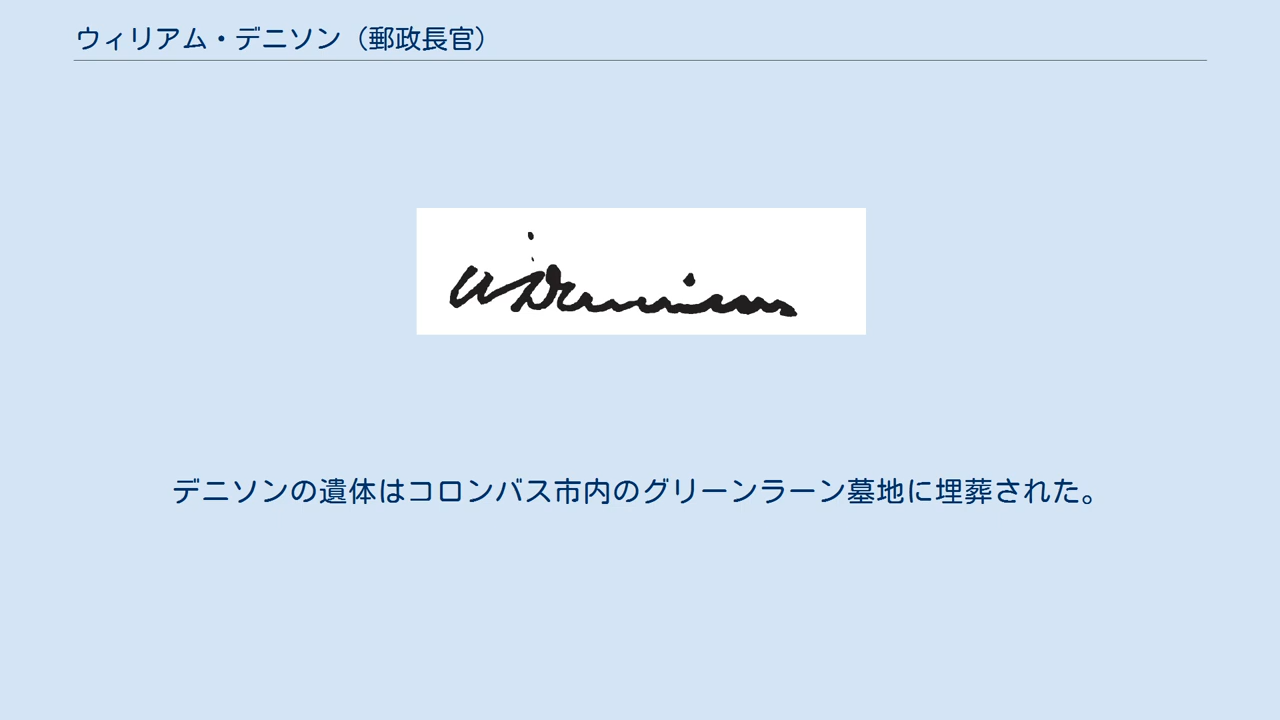 ウィリアム・デニソン（郵政長官）
W Dennison
デニソンの遺体はコロンバス市内のグリーンラーン墓地に埋葬された。